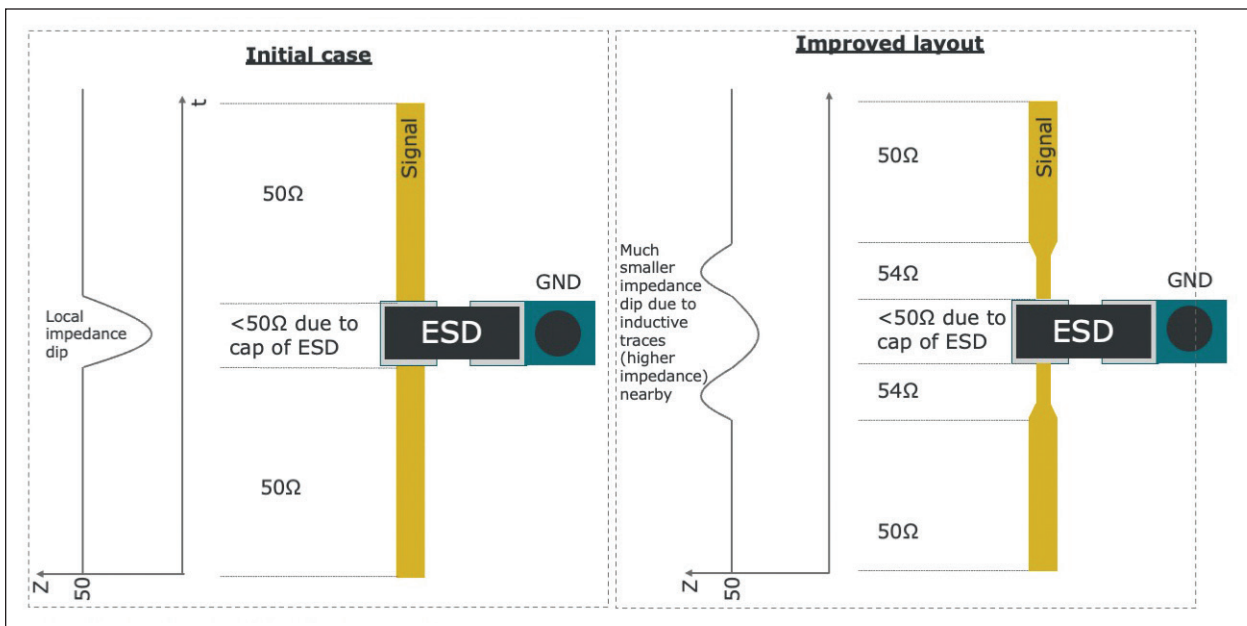 Initial case
t
Signal
50Ω
GND
Local
impedance
dip
<50Ω due to
cap of ESD
ESD
50Ω
Z
50
Improved layout
50Ω
Signal
Much
smaller
impedance
dip due to
inductive
traces
(higher
impedance)
nearby
54Ω
GND
<50Ω due to
cap of ESD
ESD
54Ω
50Ω
Z
50